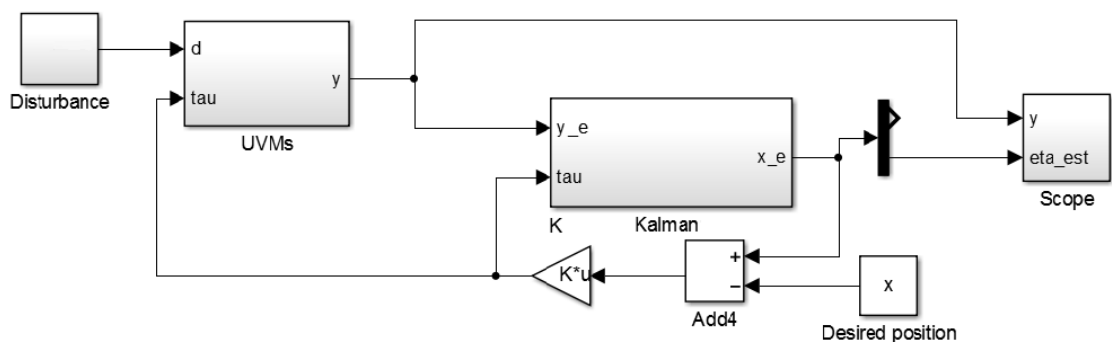 d
tau
y
Disturbance
UVMs
y_e
tau
x_e
K
Kalman
y
eta_est
Scope
K*u
+
−
Add4
x
Desired position